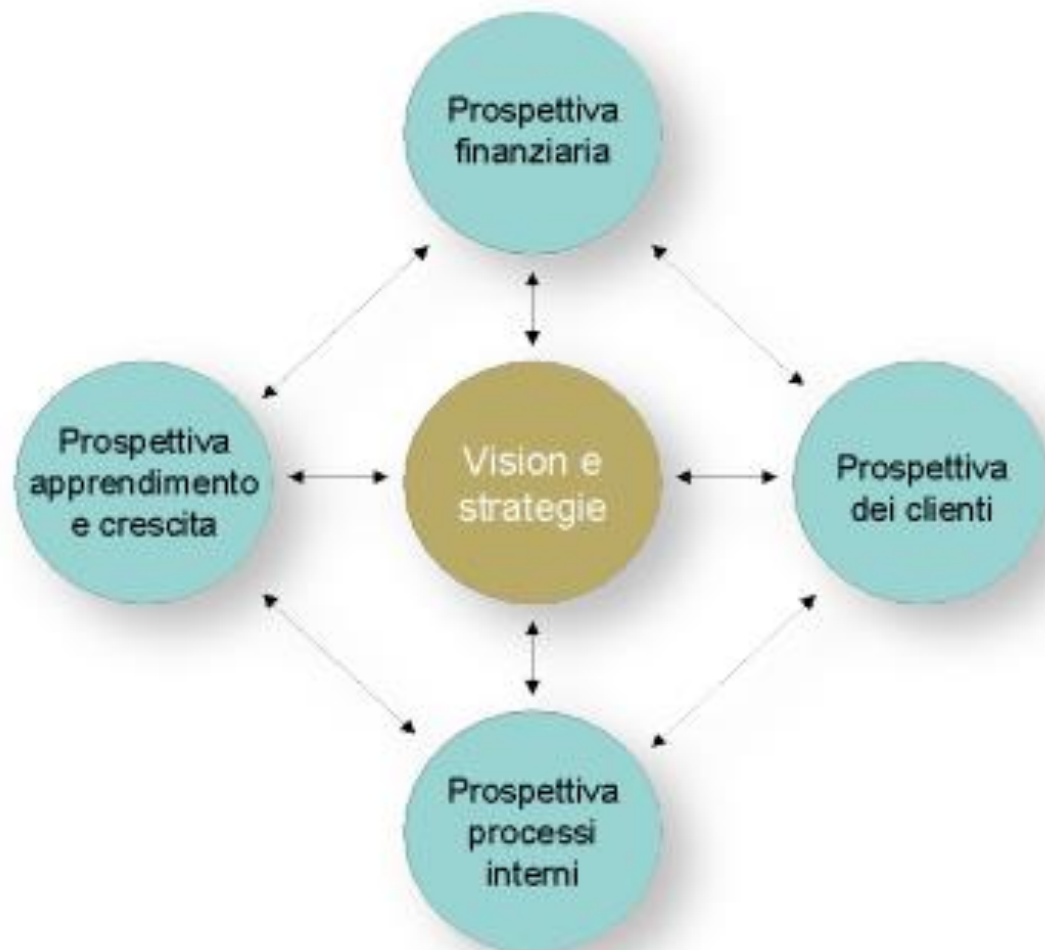 Prospettiva
finanziaria
Prospettiva
apprendimento
e crescita
Vision e
strategie
Prospettiva
dei clienti
Prospettiva
processi
interni